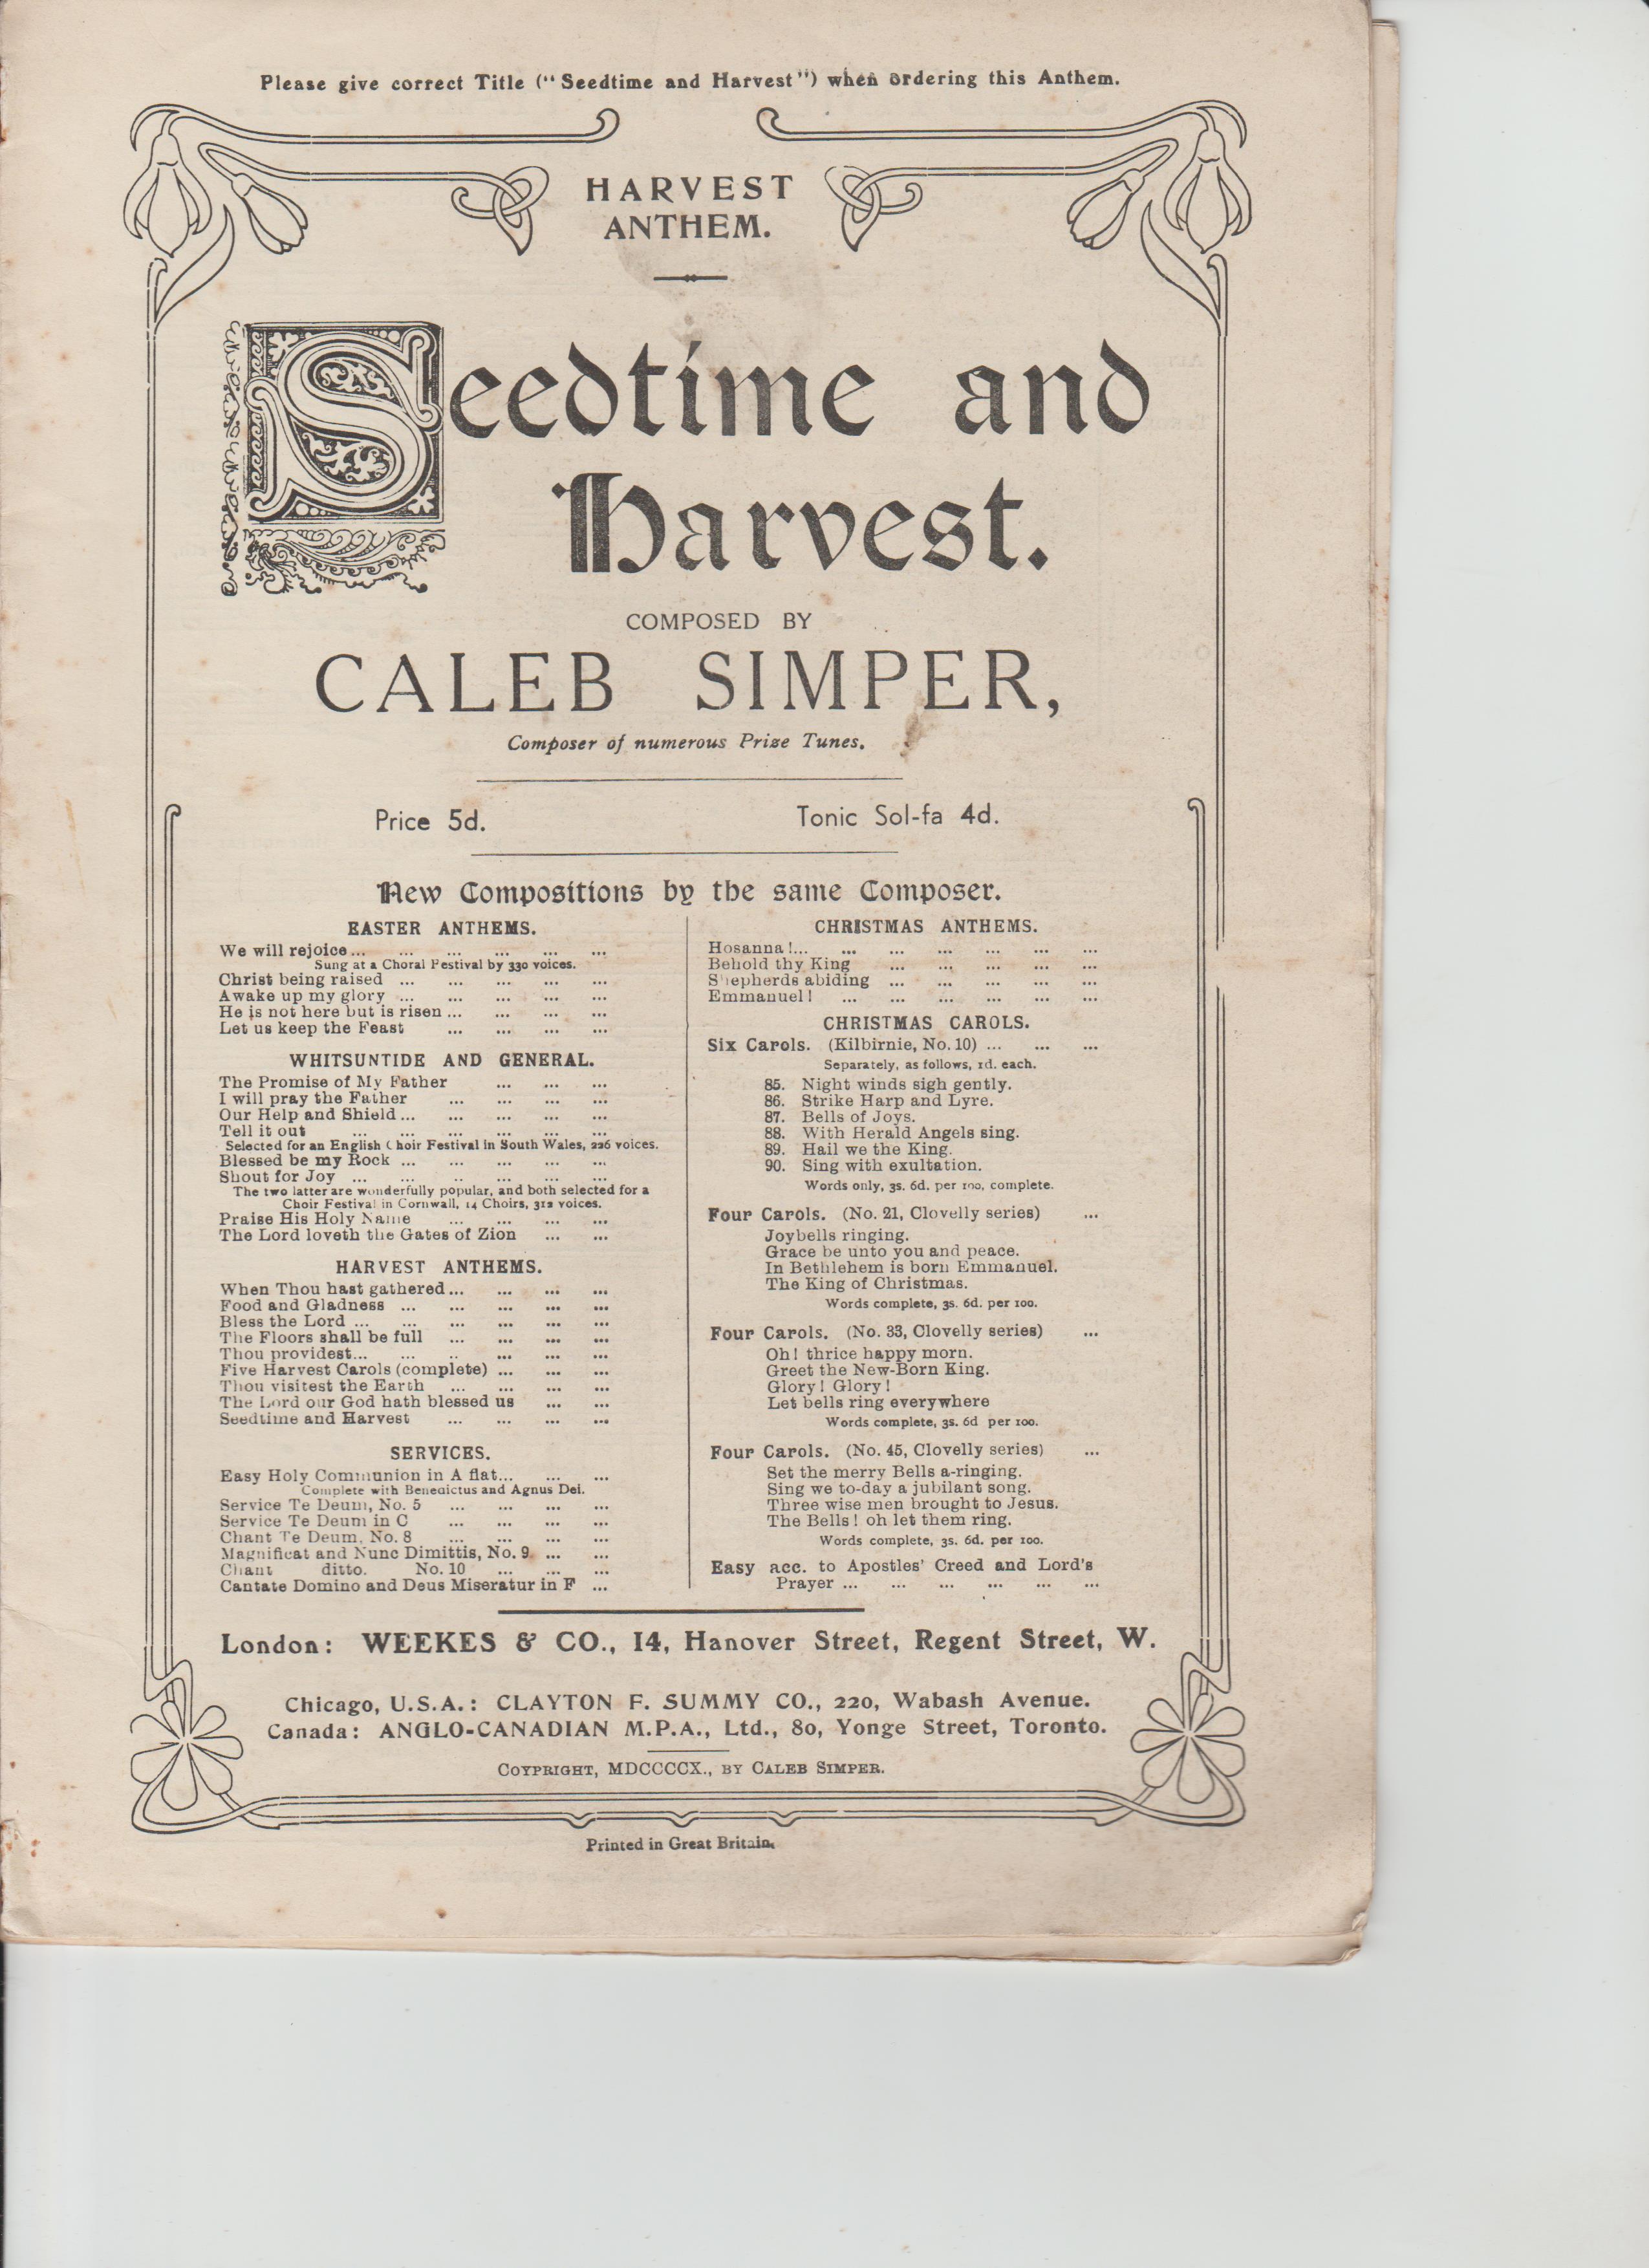 Please give correct Title ("Seedtime and Harvest") when ordering this Anthem.
HARVEST
ANTHEM.
Seedtime and
Harvest.
COMPOSED BY
CALEB SIMPER,
Composer of numerous Prize Tunes.
Price 5d. Tonic Sol-fa 4d.
New Compositions by the same Composer.
EASTER ANTHEMS.
We will rejoice ... ... ... ... ... ...
Sung at a Choral Festival by 330 voices.
Christ being raised ... ... ... ... ...
Awake up my glory ... ... ... ... ...
He is not here but is risen ... ... ... ...
Let us keep the Feast ... ... ... ...
WHITSUNTIDE AND GENERAL.
The Promise of My Father ... ... ...
I will pray the Father ... ... ... ...
Our Help and Shield ... ... ... ... ...
Tell it out ... ... ... ... ... ...
Selected for an English Choir Festival in South Wales, 226 voices.
Blessed be my Rock ... ... ... ... ...
Shout for Joy ... ... .. ... ... ...
The two latter are wonderfully popular, and both selected for a
Choir Festival in Cornwall, 14 Choirs, 312 voices.
Praise His Holy Name ... ... ... ...
The Lord loveth the Gates of Zion ... ...
HARVEST ANTHEMS.
When Thou hast gathered ... ... ... ...
Food and Gladness ... ... ... ... ...
Bless the Lord ... ... ... ... ... ...
The Floors shall be full ... ... ... ...
Thou providest... ... .. ... ... ...
Five Harvest Carols (complete) ... ... ...
Thou visitest the Earth ... ... ... ...
The Lord our God hath blessed us ... ...
Seedtime and Harvest ... ... ... ...
SERVICES.
Easy Holy Communion in A flat... ... ...
Complete with Benedictus and Agnus Dei.
Service Te Deum, No. 5 ... ... ... ...
Service Te Deum in C ... ... ... ...
Chant Te Deum, No. 8 ... ... ... ...
Magnificat and Nunc Dimittis, No. 9 ... ...
Chant ditto. No. 10 ... ... ...
Cantate Domino and Deus Miseratur in F ...
CHRISTMAS ANTHEMS.
Hosanna!... ... ... ... ... ... ...
Behold thy King ... ... ... ... ...
Shepherds abiding ... ... ... ... ...
Emmanuel! ... ... ... ... ... ...
CHRISTMAS CAROLS.
Six Carols. (Kilbirnie, No. 10) ... ... ...
Separately, as follows, 1d. each.
85. Night winds sigh gently.
86. Strike Harp and Lyre.
87. Bells of Joys.
88. With Herald Angels sing.
89. Hail we the King.
90. Sing with exultation.
Words only, 3s. 6d. per 100, complete.
Four Carols. (No. 21, Clovelly series) ...
Joybells ringing.
Grace be unto you and peace.
In Bethlehem is born Emmanuel.
The King of Christmas.
Words complete, 3s. 6d. per 100.
Four Carols. (No. 33, Clovelly series) ...
Oh! thrice happy morn.
Greet the New-Born King.
Glory! Glory!
Let bells ring everywhere
Words complete, 3s. 6d per 100.
Four Carols. (No. 45, Clovelly series) ...
Set the merry Bells a-ringing.
Sing we to-day a jubilant song.
Three wise men brought to Jesus.
The Bells! oh let them ring.
Words complete, 3s. 6d. per 100.
Easy acc. to Apostles' Creed and Lord's
Prayer ... ... ... ... ... ...
London: WEEKES & CO., 14, Hanover Street, Regent Street, W.
Chicago, U.S.A.: CLAYTON F. SUMMY CO., 220, Wabash Avenue.
Canada: ANGLO-CANADIAN M.P.A., Ltd., 80, Yonge Street, Toronto.
COYPRIGHT, MDCCCCX., BY CALEB SIMPER.
Printed in Great Britain.